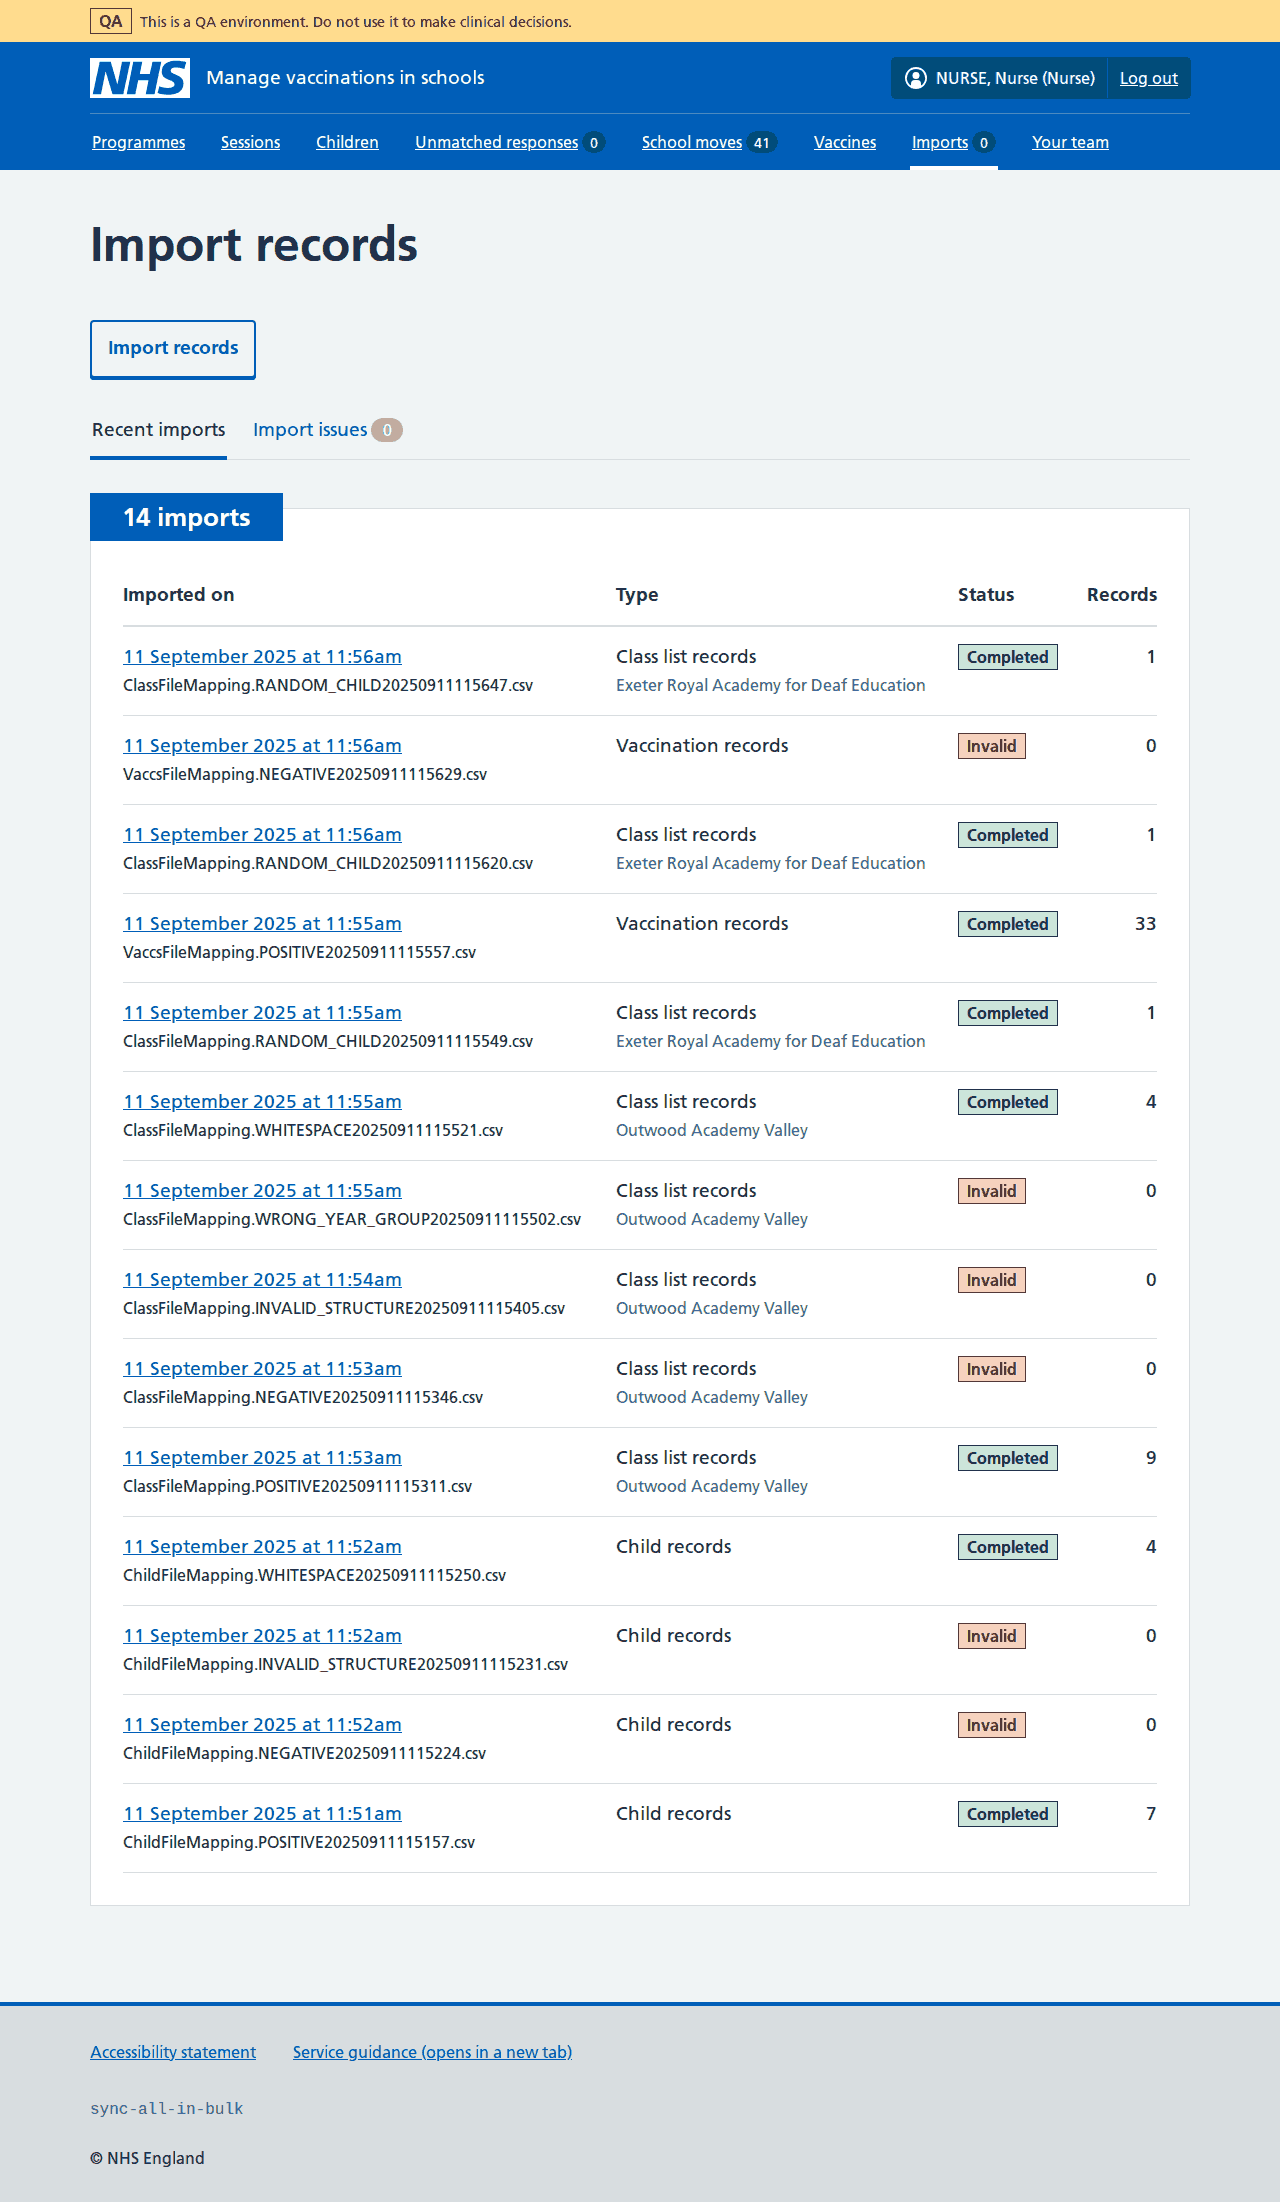 QA This is a QA environment. Do not use it to make clinical decisions.
NHS Manage vaccinations in schools NURSE, Nurse (Nurse) Log out
Programmes Sessions Children Unmatched responses 0 School moves 41 Vaccines Imports 0 Your team
Import records
Import records
Recent imports Import issues 0
14 imports
Imported on Type Status Records
11 September 2025 at 11:56am Class list records Completed 1
ClassFileMapping.RANDOM_CHILD20250911115647.csv Exeter Royal Academy for Deaf Education
11 September 2025 at 11:56am Vaccination records Invalid 0
VaccsFileMapping.NEGATIVE20250911115629.csv
11 September 2025 at 11:56am Class list records Completed 1
ClassFileMapping.RANDOM_CHILD20250911115620.csv Exeter Royal Academy for Deaf Education
11 September 2025 at 11:55am Vaccination records Completed 33
VaccsFileMapping.POSITIVE20250911115557.csv
11 September 2025 at 11:55am Class list records Completed 1
ClassFileMapping.RANDOM_CHILD20250911115549.csv Exeter Royal Academy for Deaf Education
11 September 2025 at 11:55am Class list records Completed 4
ClassFileMapping.WHITESPACE20250911115521.csv Outwood Academy Valley
11 September 2025 at 11:55am Class list records Invalid 0
ClassFileMapping.WRONG_YEAR_GROUP20250911115502.csv Outwood Academy Valley
11 September 2025 at 11:54am Class list records Invalid 0
ClassFileMapping.INVALID_STRUCTURE20250911115405.csv Outwood Academy Valley
11 September 2025 at 11:53am Class list records Invalid 0
ClassFileMapping.NEGATIVE20250911115346.csv Outwood Academy Valley
11 September 2025 at 11:53am Class list records Completed 9
ClassFileMapping.POSITIVE20250911115311.csv Outwood Academy Valley
11 September 2025 at 11:52am Child records Completed 4
ChildFileMapping.WHITESPACE20250911115250.csv
11 September 2025 at 11:52am Child records Invalid 0
ChildFileMapping.INVALID_STRUCTURE20250911115231.csv
11 September 2025 at 11:52am Child records Invalid 0
ChildFileMapping.NEGATIVE20250911115224.csv
11 September 2025 at 11:51am Child records Completed 7
ChildFileMapping.POSITIVE20250911115157.csv
Accessibility statement Service guidance (opens in a new tab)
sync-all-in-bulk
© NHS England